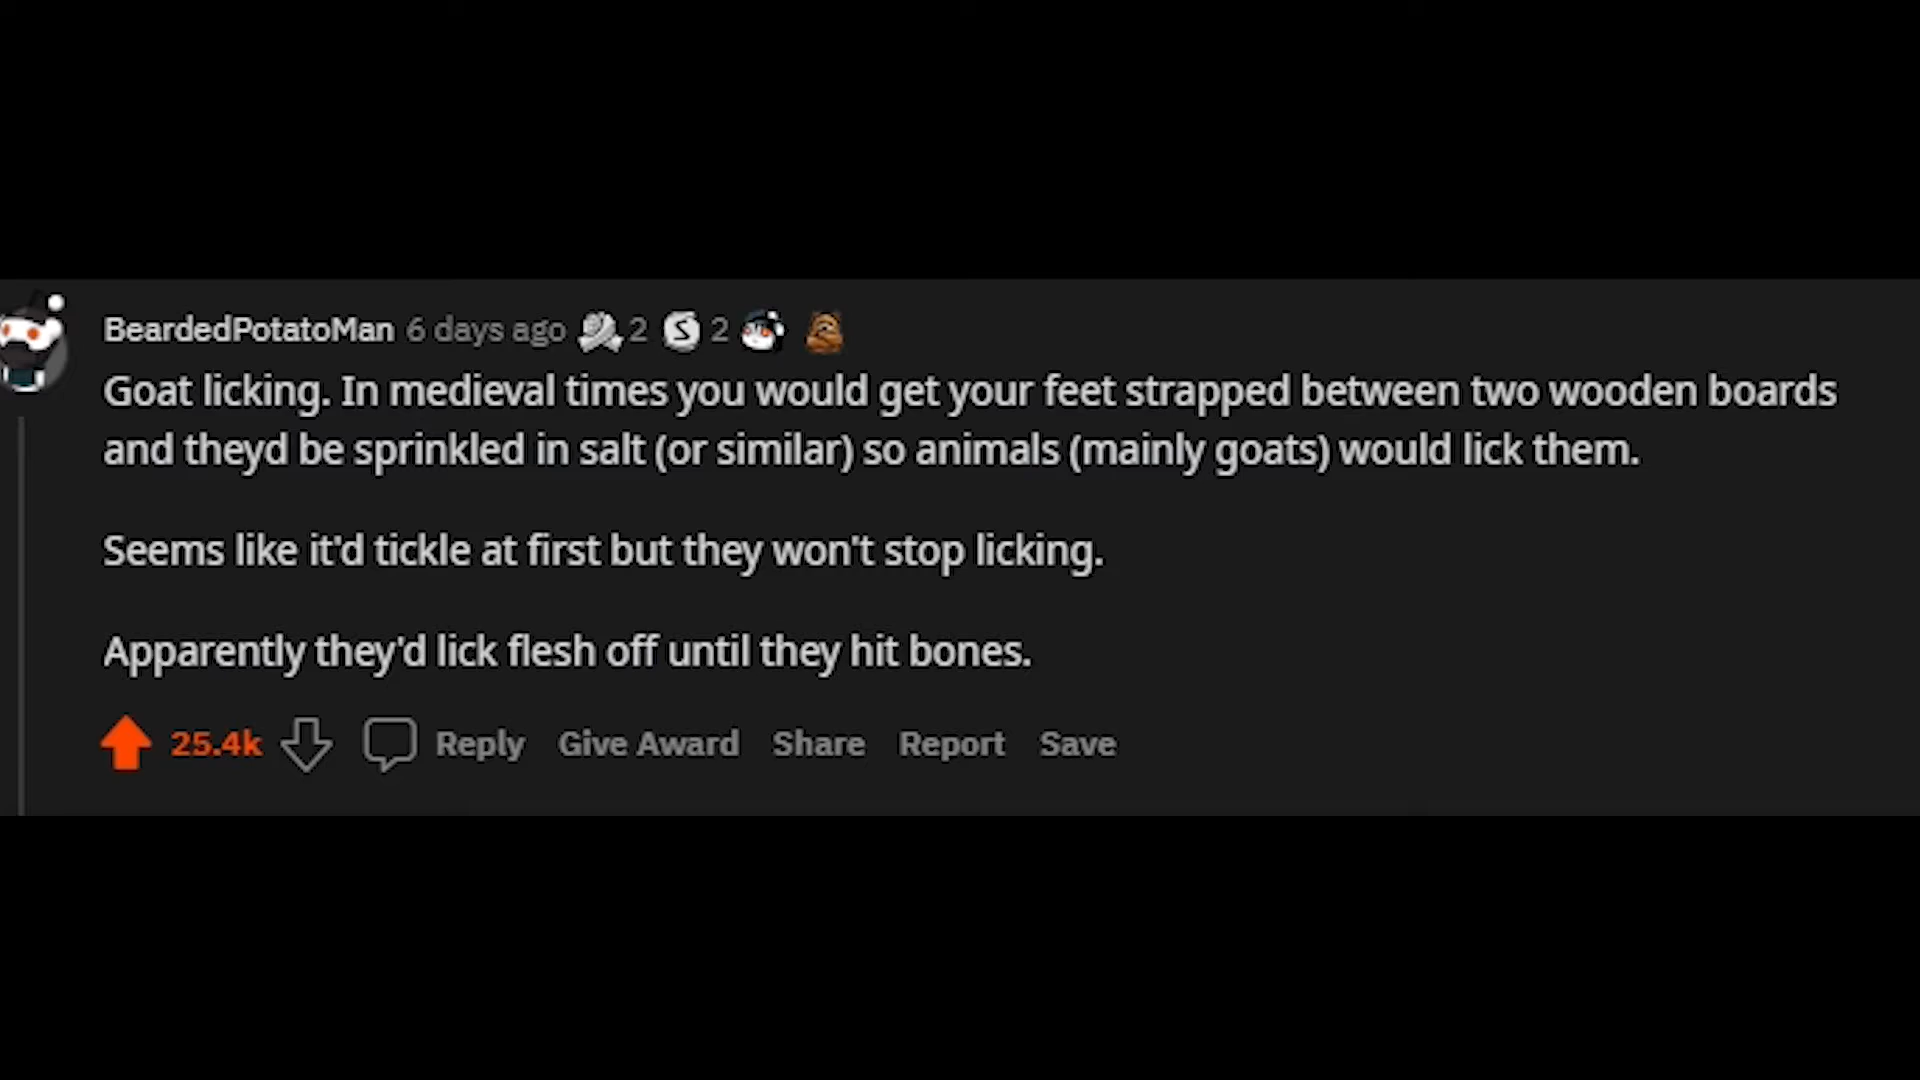 BeardedPotatoMan 6 days ago 2 S 2
Goat licking. In medieval times you would get your feet strapped between two wooden boards
and theyd be sprinkled in salt (or similar) so animals (mainly goats) would lick them.
Seems like it'd tickle at first but they won't stop licking.
Apparently they'd lick flesh off until they hit bones.
25.4k Reply Give Award Share Report Save